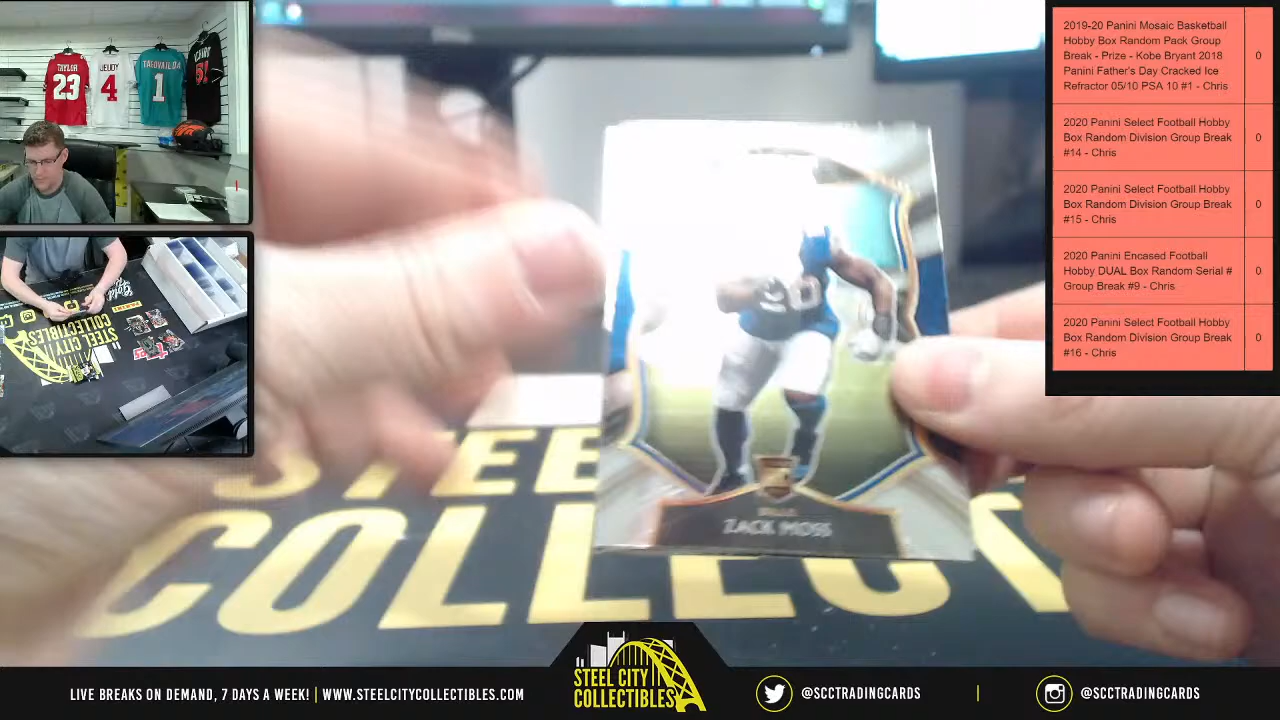 TAYLOR
23
JEUDY
4
TAGOVAILOA
1
STEEL CITY
COLLECTIBLES
STEE
COLLECT
BILLS
ZACK MOSS
2019-20 Panini Mosaic Basketball
Hobby Box Random Pack Group
Break - Prize - Kobe Bryant 2018
Panini Father's Day Cracked Ice
Refractor 05/10 PSA 10 #1 - Chris
0
2020 Panini Select Football Hobby
Box Random Division Group Break
#14 - Chris
0
2020 Panini Select Football Hobby
Box Random Division Group Break
#15 - Chris
0
2020 Panini Encased Football
Hobby DUAL Box Random Serial #
Group Break #9 - Chris
0
2020 Panini Select Football Hobby
Box Random Division Group Break
#16 - Chris
0
LIVE BREAKS ON DEMAND, 7 DAYS A WEEK! | WWW.STEELCITYCOLLECTIBLES.COM
STEEL CITY
COLLECTIBLES
@SCCTRADINGCARDS
@SCCTRADINGCARDS